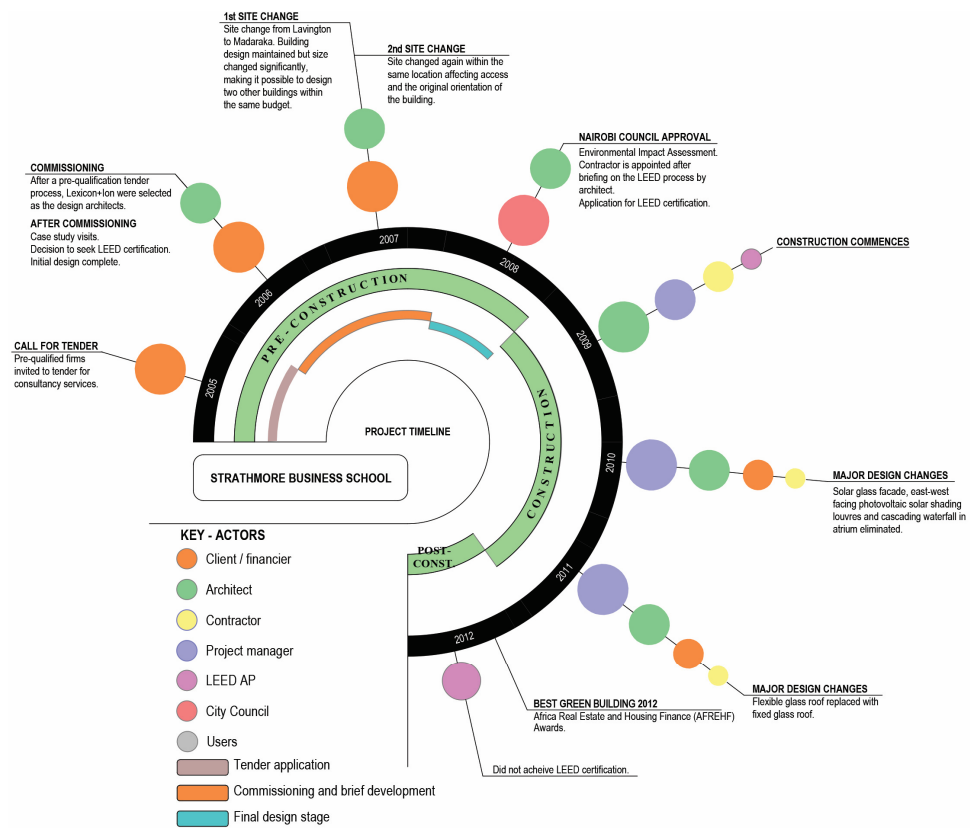 1st SITE CHANGE
Site change from Lavington
to Madaraka. Building
design maintained but size
changed significantly,
making it possible to design
two other buildings within
the same budget.
2nd SITE CHANGE
Site changed again within the
same location affecting access
and the original orientation of
the building.
NAIROBI COUNCIL APPROVAL
Environmental Impact Assessment.
Contractor is appointed after
briefing on the LEED process by
architect.
Application for LEED certification.
COMMISSIONING
After a pre-qualification tender
process, Lexicon+Ion were selected
as the design architects.
AFTER COMMISSIONING
Case study visits.
Decision to seek LEED certification.
Initial design complete.
CONSTRUCTION COMMENCES
CALL FOR TENDER
Pre-qualified firms
invited to tender for
consultancy services.
2005
2006
2007
2008
2009
2010
2011
2012
PRE-CONSTRUCTION
CONSTRUCTION
POST-
CONST.
PROJECT TIMELINE
STRATHMORE BUSINESS SCHOOL
MAJOR DESIGN CHANGES
Solar glass facade, east-west
facing photovoltaic solar shading
louvres and cascading waterfall in
atrium eliminated.
MAJOR DESIGN CHANGES
Flexible glass roof replaced with
fixed glass roof.
BEST GREEN BUILDING 2012
Africa Real Estate and Housing Finance (AFREHF)
Awards.
Did not acheive LEED certification.
KEY - ACTORS
Client / financier
Architect
Contractor
Project manager
LEED AP
City Council
Users
Tender application
Commissioning and brief development
Final design stage